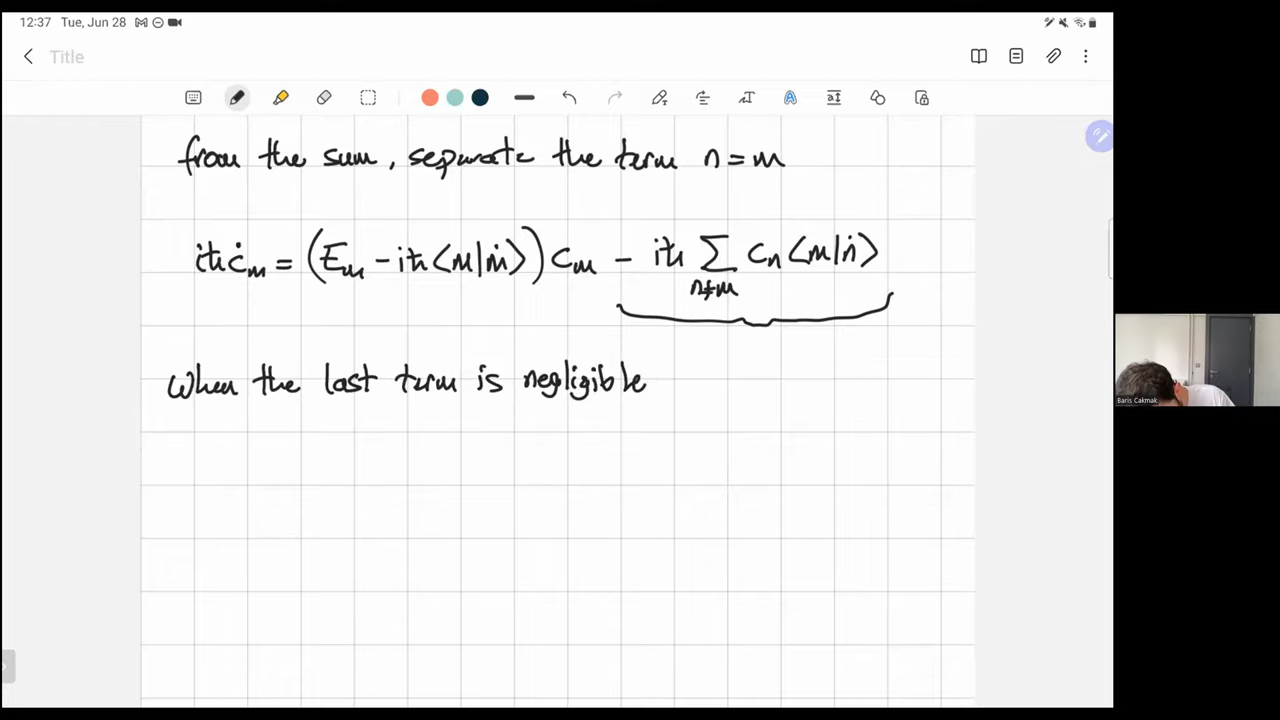 12:37 Tue, Jun 28
Title
from the sum, separate the term n = m
iħċₘ = (Eₘ - iħ⟨m|ṁ⟩) cₘ - iħ ∑ cₙ⟨m|ṅ⟩
n≠m
When the last term is negligible
Baris Cakmak